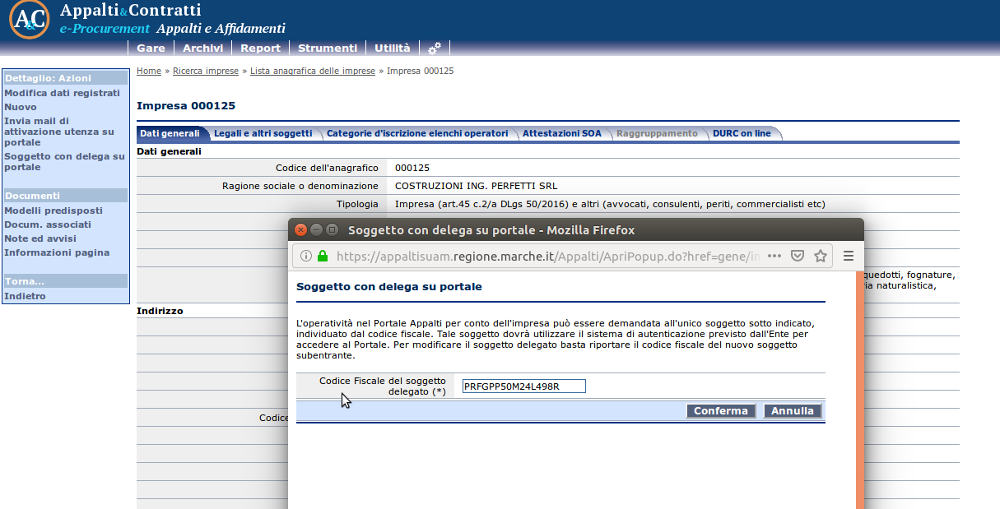 A&C
Appalti&Contratti
e-Procurement Appalti e Affidamenti
Gare Archivi Report Strumenti Utilità
Home » Ricerca imprese » Lista anagrafica delle imprese » Impresa 000125
Dettaglio: Azioni
Modifica dati registrati
Nuovo
Invia mail di
attivazione utenza su
portale
Soggetto con delega su
portale
Documenti
Modelli predisposti
Docum. associati
Note ed avvisi
Informazioni pagina
Torna...
Indietro
Impresa 000125
Dati generali Legali e altri soggetti Categorie d'iscrizione elenchi operatori Attestazioni SOA Raggruppamento DURC on line
Dati generali
Codice dell'anagrafico 000125
Ragione sociale o denominazione COSTRUZIONI ING. PERFETTI SRL
Tipologia Impresa (art.45 c.2/a DLgs 50/2016) e altri (avvocati, consulenti, periti, commercialisti etc)
quedotti, fognature,
ia naturalistica,
Indirizzo
Codice
Soggetto con delega su portale - Mozilla Firefox
https://appaltisuam.regione.marche.it/Appalti/ApriPopup.do?href=gene/in
Soggetto con delega su portale
L'operatività nel Portale Appalti per conto dell'impresa può essere demandata all'unico soggetto sotto indicato,
individuato dal codice fiscale. Tale soggetto dovrà utilizzare il sistema di autenticazione previsto dall'Ente per
accedere al Portale. Per modificare il soggetto delegato basta riportare il codice fiscale del nuovo soggetto
subentrante.
Codice Fiscale del soggetto
delegato (*) PRFGPP50M24L498R
Conferma Annulla